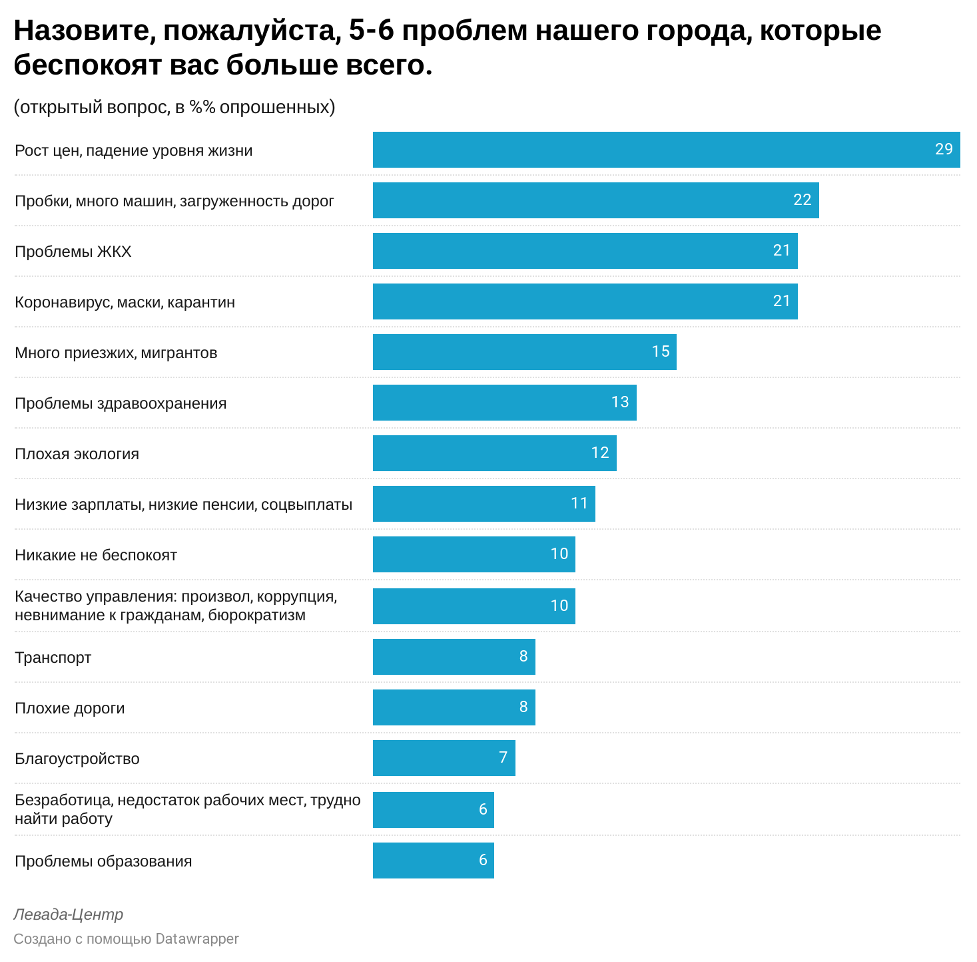 Назовите, пожалуйста, 5-6 проблем нашего города, которые
беспокоят вас больше всего.
(открытый вопрос, в %% опрошенных)
Рост цен, падение уровня жизни 29
Пробки, много машин, загруженность дорог 22
Проблемы ЖКХ 21
Коронавирус, маски, карантин 21
Много приезжих, мигрантов 15
Проблемы здравоохранения 13
Плохая экология 12
Низкие зарплаты, низкие пенсии, соцвыплаты 11
Никакие не беспокоят 10
Качество управления: произвол, коррупция,
невнимание к гражданам, бюрократизм 10
Транспорт 8
Плохие дороги 8
Благоустройство 7
Безработица, недостаток рабочих мест, трудно
найти работу 6
Проблемы образования 6
Левада-Центр
Создано с помощью Datawrapper